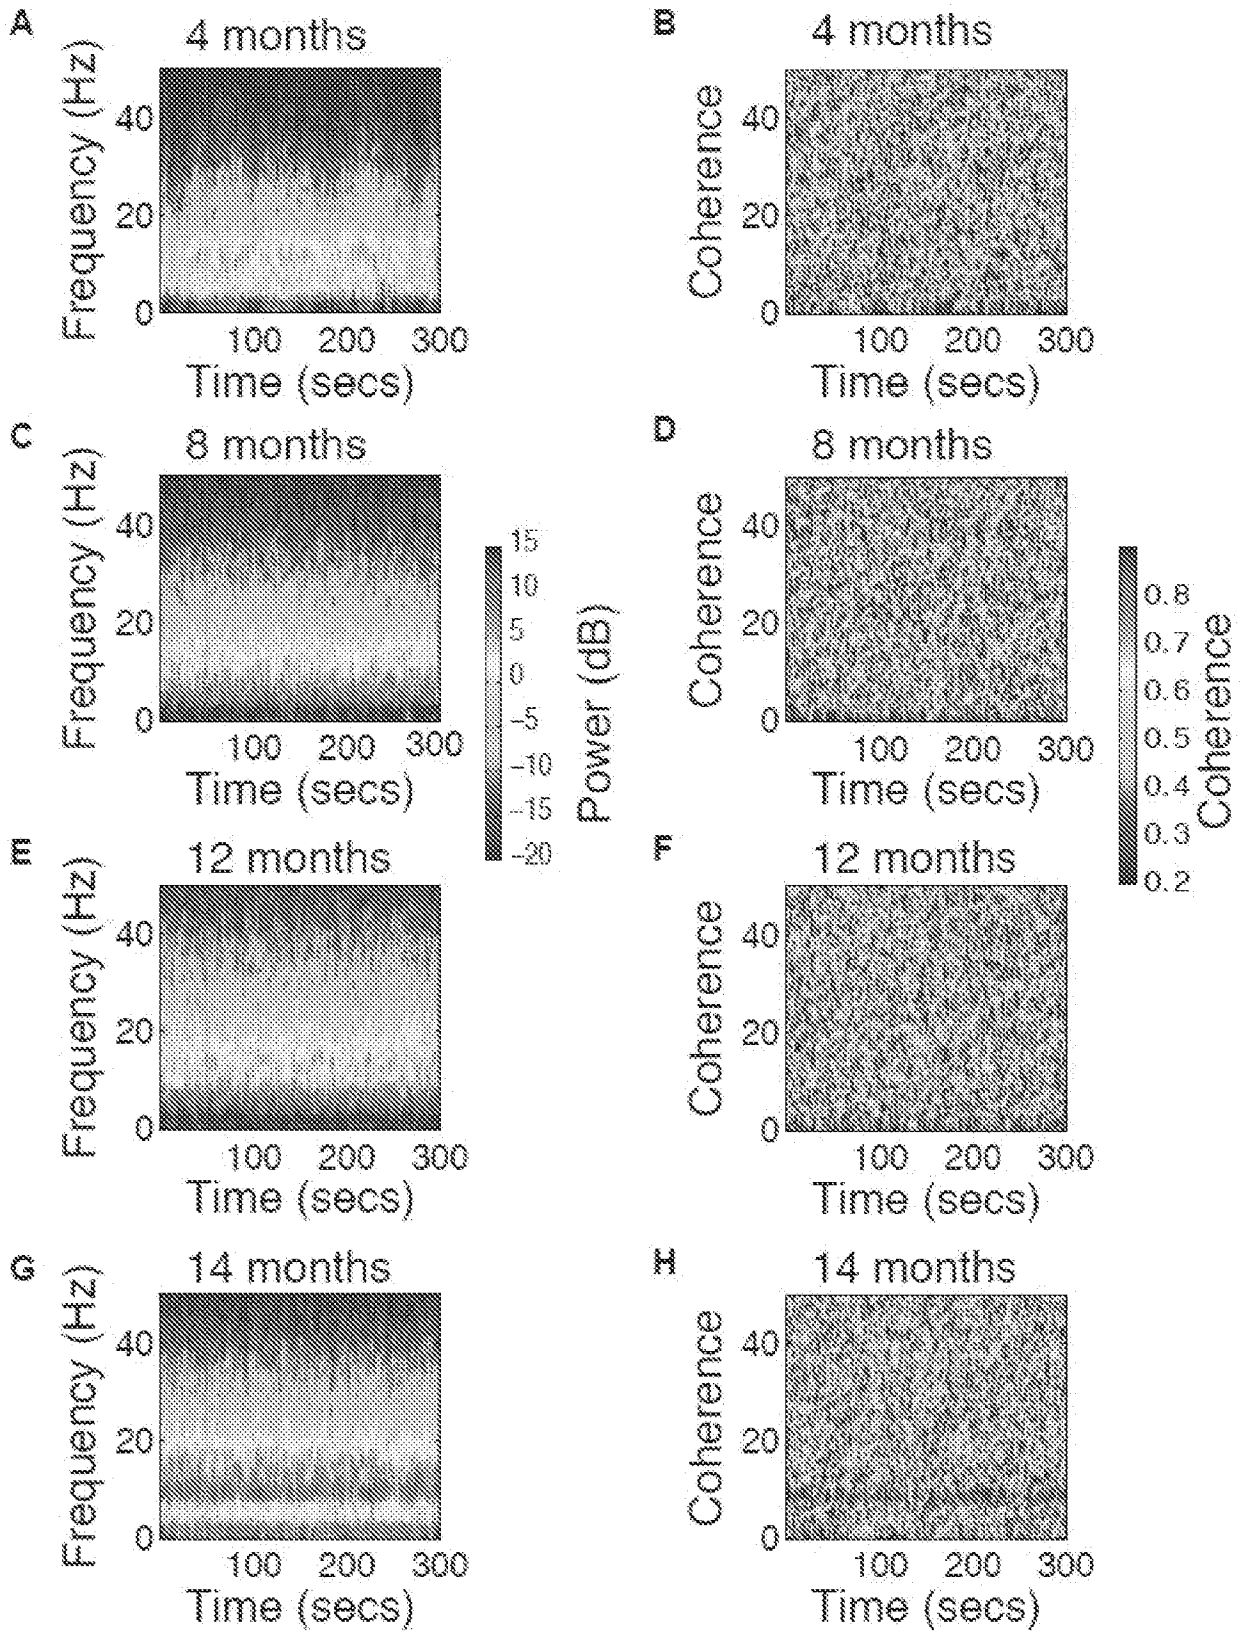 A
4 months
Frequency (Hz)
40
20
0
100 200 300
Time (secs)
B
4 months
Coherence
40
20
0
100 200 300
Time (secs)
C
8 months
Frequency (Hz)
40
20
0
100 200 300
Time (secs)
15
10
5
0
-5
-10
-15
-20
Power (dB)
D
8 months
Coherence
40
20
0
100 200 300
Time (secs)
0.8
0.7
0.6
0.5
0.4
0.3
0.2
Coherence
E
12 months
Frequency (Hz)
40
20
0
100 200 300
Time (secs)
F
12 months
Coherence
40
20
0
100 200 300
Time (secs)
G
14 months
Frequency (Hz)
40
20
0
100 200 300
Time (secs)
H
14 months
Coherence
40
20
0
100 200 300
Time (secs)